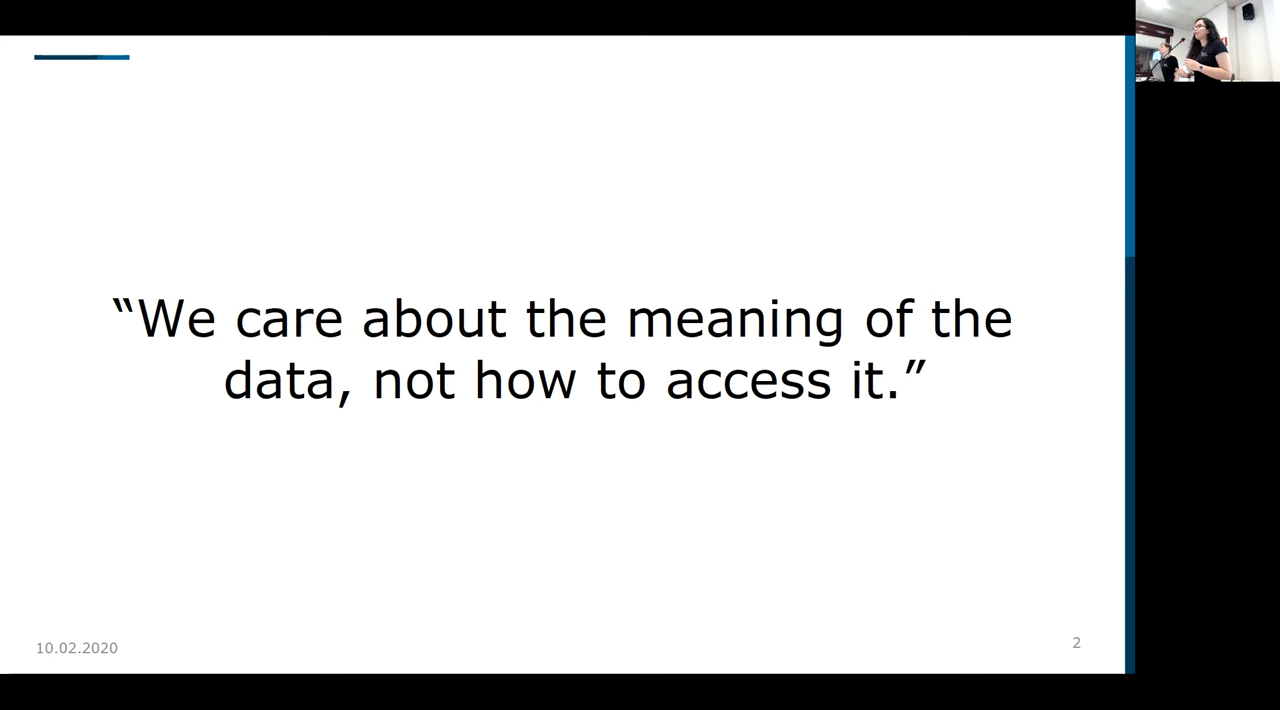 “We care about the meaning of the
data, not how to access it.”
10.02.2020
2